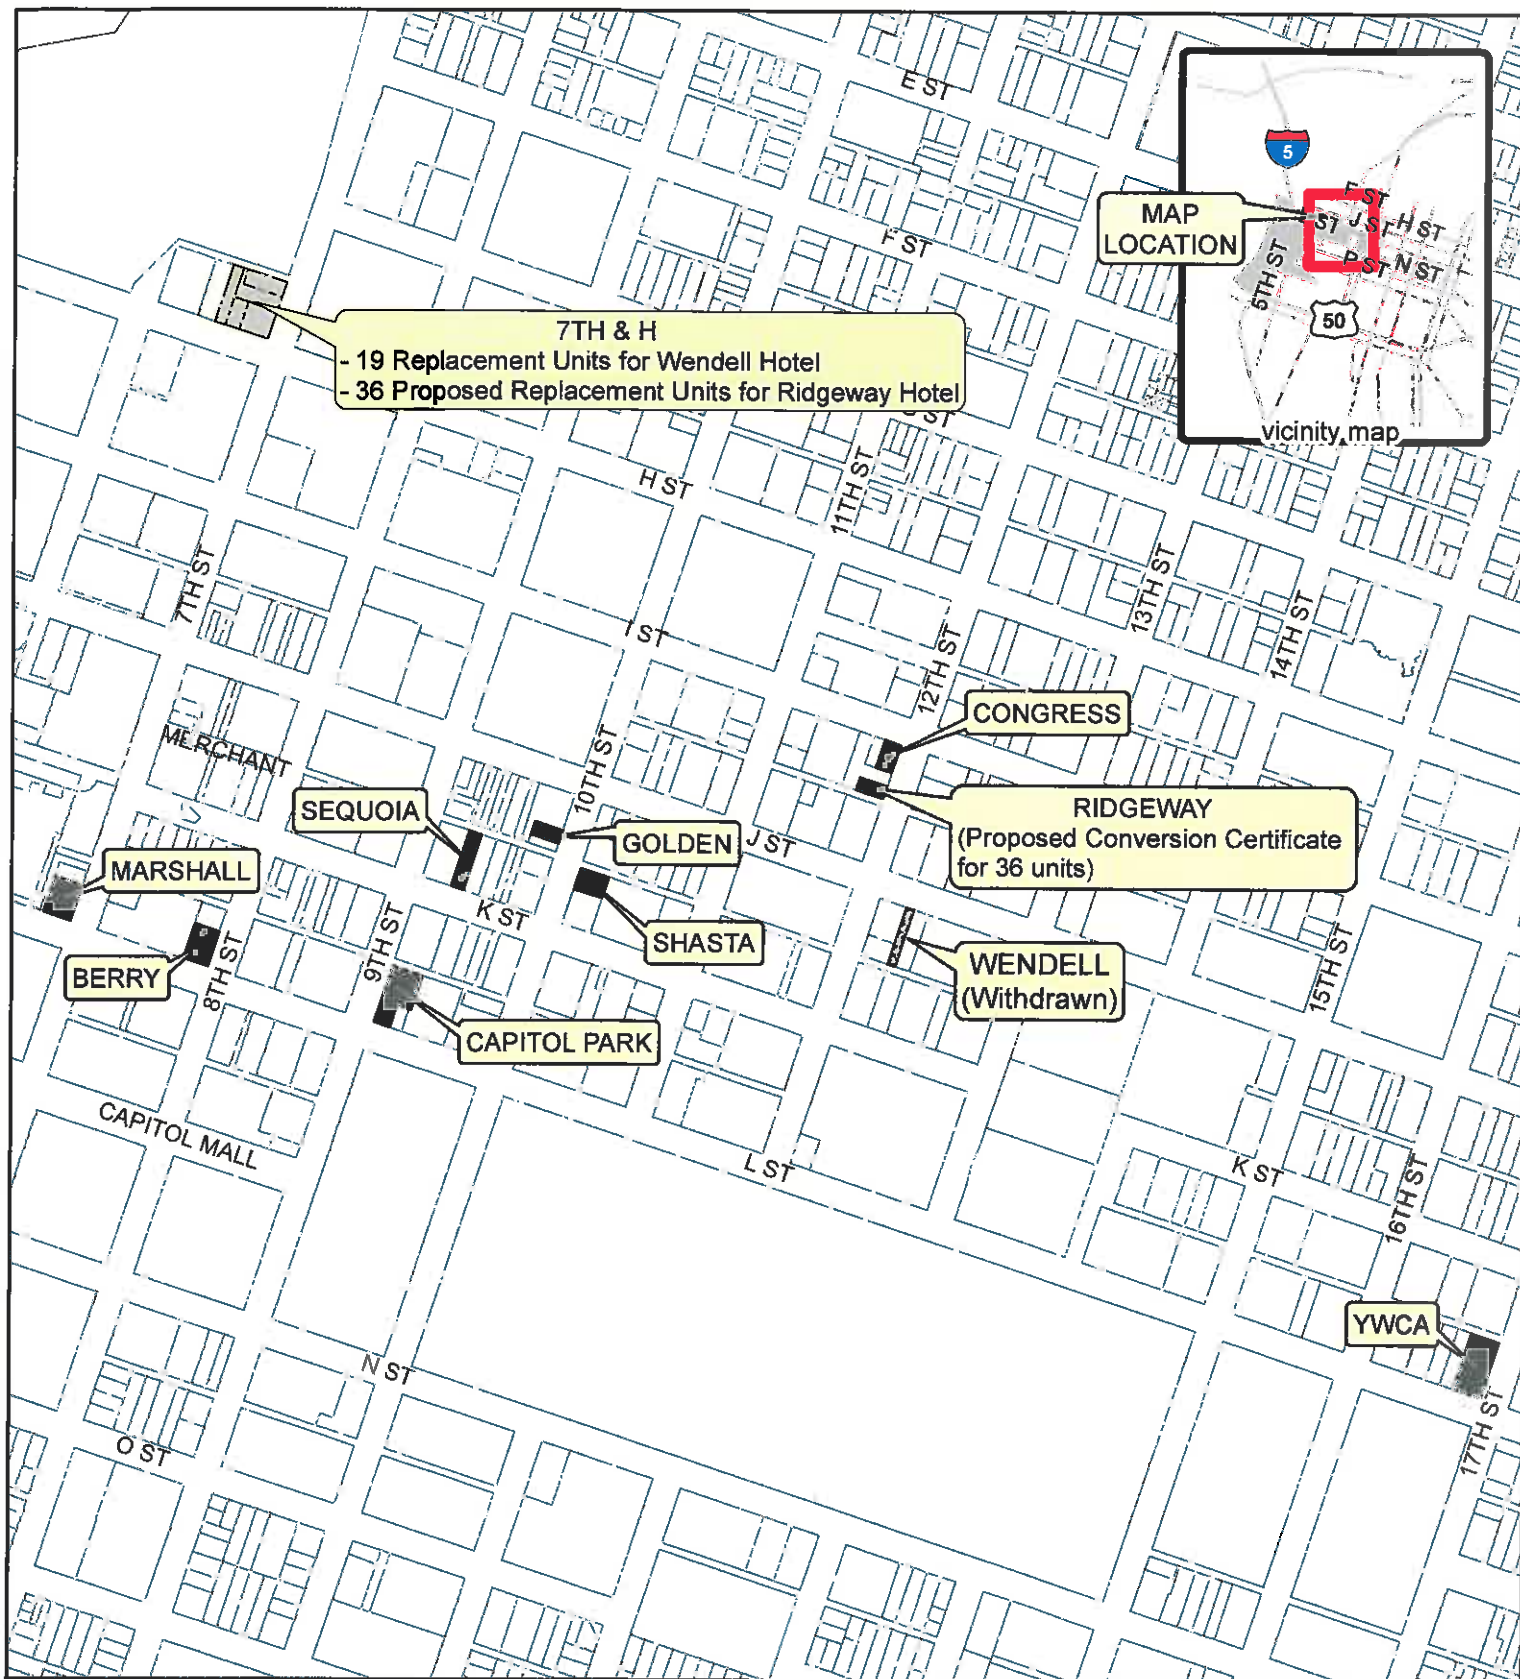 E ST
5
F ST
ST
J ST
H ST
MAP
LOCATION
F ST
P ST
N ST
5TH ST
50
vicinity map
7TH & H
- 19 Replacement Units for Wendell Hotel
- 36 Proposed Replacement Units for Ridgeway Hotel
ST
H ST
11TH ST
7TH ST
13TH ST
14TH ST
I ST
12TH ST
CONGRESS
MERCHANT
10TH ST
SEQUOIA
RIDGEWAY
(Proposed Conversion Certificate
for 36 units)
GOLDEN
J ST
MARSHALL
K ST
SHASTA
9TH ST
BERRY
8TH ST
WENDELL
(Withdrawn)
15TH ST
CAPITOL PARK
CAPITOL MALL
L ST
K ST
16TH ST
YWCA
N ST
17TH ST
O ST